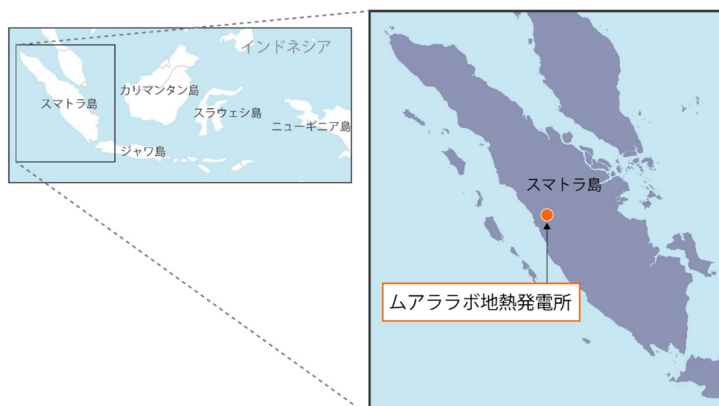 インドネシア
スマトラ島
カリマンタン島
スラウェシ島
ニューギニア島
ジャワ島
スマトラ島
ムアララボ地熱発電所